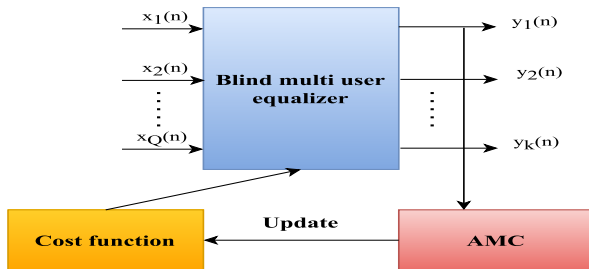 x1(n)
y1(n)
x2(n)
Blind multi user
equalizer
y2(n)
xQ(n)
yk(n)
Update
Cost function
AMC